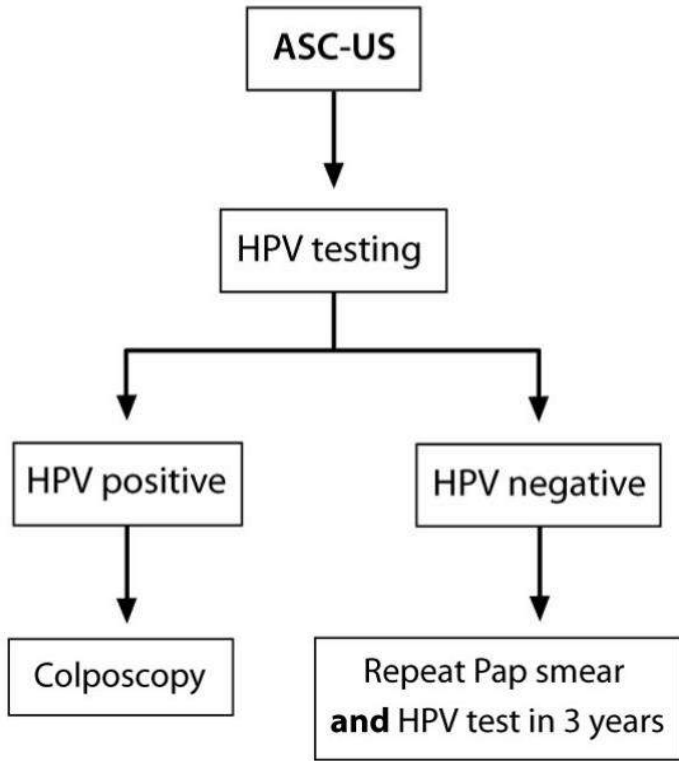 ASC-US
HPV testing
HPV positive
HPV negative
Colposcopy
Repeat Pap smear
and HPV test in 3 years